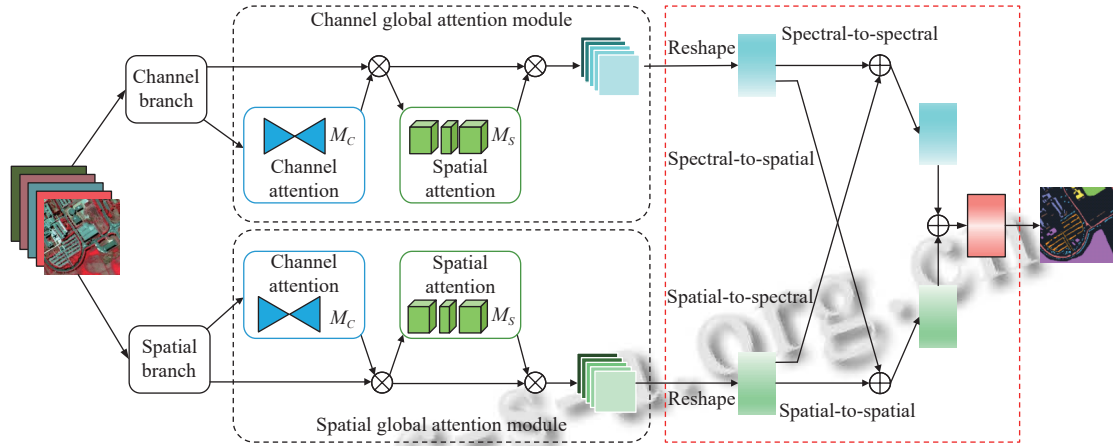 Channel global attention module
Channel
branch
M_C
Channel
attention
M_S
Spatial
attention
Reshape
Spectral-to-spectral
Spectral-to-spatial
Spatial
branch
Channel
attention
M_C
Spatial
attention
M_S
Spatial global attention module
Spatial-to-spectral
Reshape
Spatial-to-spatial
.org.cn